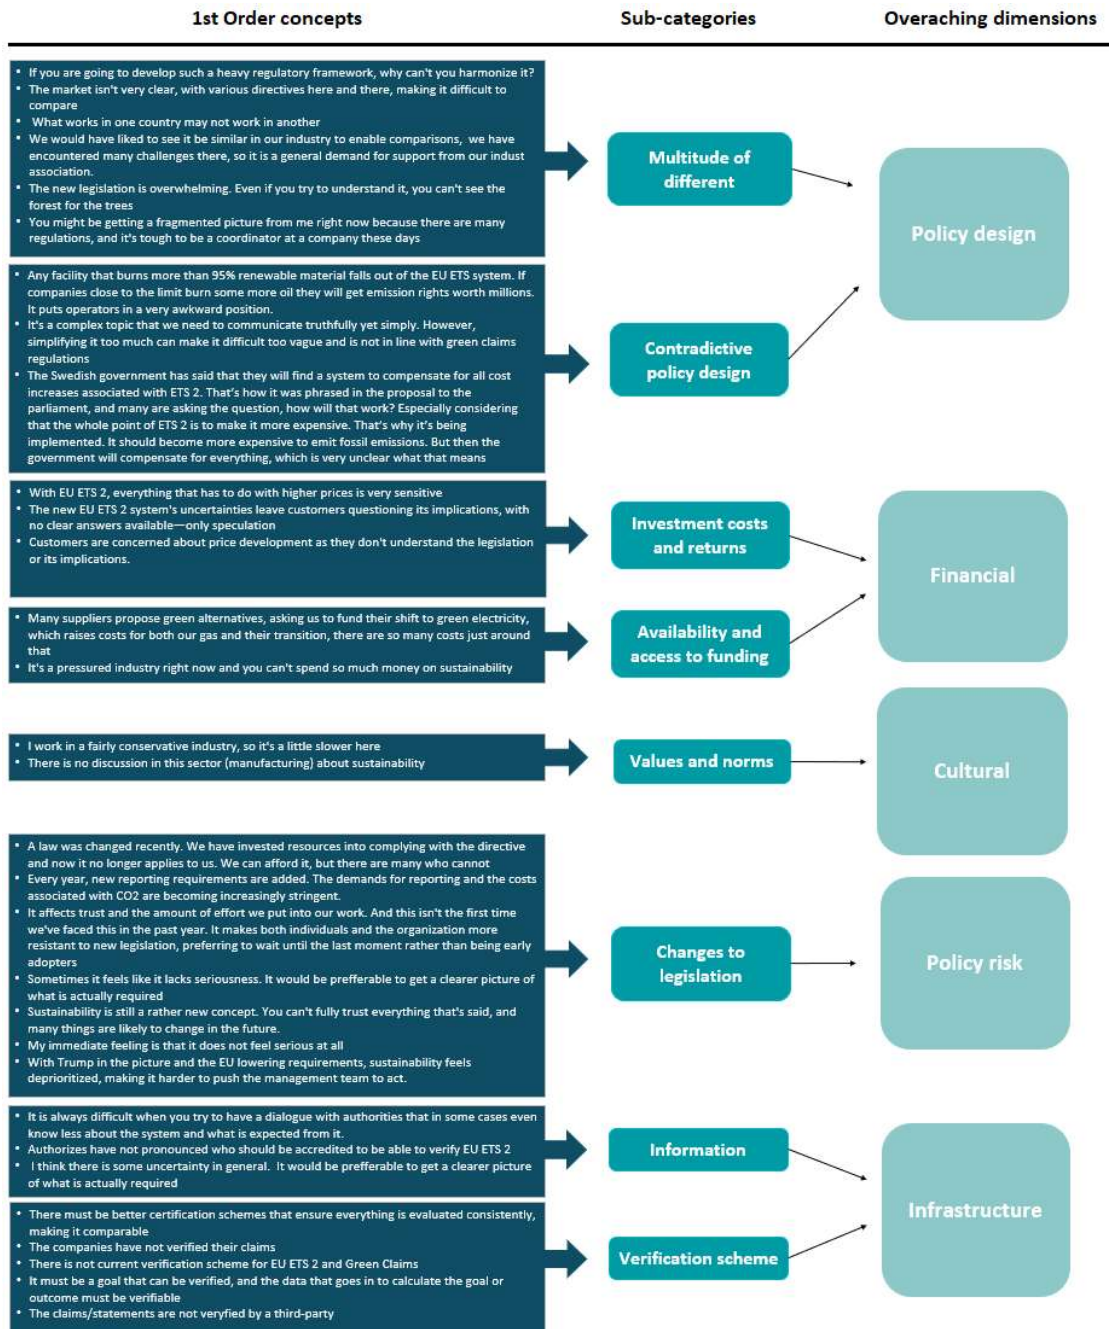 1st Order concepts Sub-categories Overaching dimensions
• If you are going to develop such a heavy regulatory framework, why can't you harmonize it?
• The market isn't very clear, with various directives here and there, making it difficult to
compare
• What works in one country may not work in another
• We would have liked to see it be similar in our industry to enable comparisons, we have
encountered many challenges there, so it is a general demand for support from our indust
association.
• The new legislation is overwhelming. Even if you try to understand it, you can't see the
forest for the trees
• You might be getting a fragmented picture from me right now because there are many
regulations, and it's tough to be a coordinator at a company these days
Multitude of
different
Policy design
• Any facility that burns more than 95% renewable material falls out of the EU ETS system. If
companies close to the limit burn some more oil they will get emission rights worth millions.
It puts operators in a very awkward position.
• It's a complex topic that we need to communicate truthfully yet simply. However,
simplifying it too much can make it difficult too vague and is not in line with green claims
regulations
• The Swedish government has said that they will find a system to compensate for all cost
increases associated with ETS 2. That's how it was phrased in the proposal to the
parliament, and many are asking the question, how will that work? Especially considering
that the whole point of ETS 2 is to make it more expensive. That's why it's being
implemented. It should become more expensive to emit fossil emissions. But then the
government will compensate for everything, which is very unclear what that means
Contradictive
policy design
• With EU ETS 2, everything that has to do with higher prices is very sensitive
• The new EU ETS 2 system's uncertainties leave customers questioning its implications, with
no clear answers available—only speculation
• Customers are concerned about price development as they don't understand the legislation
or its implications.
Investment costs
and returns
Financial
• Many suppliers propose green alternatives, asking us to fund their shift to green electricity,
which raises costs for both our gas and their transition, there are so many costs just around
that
• It's a pressured industry right now and you can't spend so much money on sustainability
Availability and
access to funding
• I work in a fairly conservative industry, so it's a little slower here
• There is no discussion in this sector (manufacturing) about sustainability
Values and norms
Cultural
• A law was changed recently. We have invested resources into complying with the directive
and now it no longer applies to us. We can afford it, but there are many who cannot
• Every year, new reporting requirements are added. The demands for reporting and the costs
associated with CO2 are becoming increasingly stringent.
• It affects trust and the amount of effort we put into our work. And this isn't the first time
we've faced this in the past year. It makes both individuals and the organization more
resistant to new legislation, preferring to wait until the last moment rather than being early
adopters
• Sometimes it feels like it lacks seriousness. It would be prefferable to get a clearer picture of
what is actually required
• Sustainability is still a rather new concept. You can't fully trust everything that's said, and
many things are likely to change in the future.
• My immediate feeling is that it does not feel serious at all
• With Trump in the picture and the EU lowering requirements, sustainability feels
deprioritized, making it harder to push the management team to act.
Changes to
legislation
Policy risk
• It is always difficult when you try to have a dialogue with authorities that in some cases even
know less about the system and what is expected from it.
• Authorizes have not pronounced who should be accredited to be able to verify EU ETS 2
• I think there is some uncertainty in general. It would be prefferable to get a clearer picture
of what is actually required
Information
Infrastructure
• There must be better certification schemes that ensure everything is evaluated consistently,
making it comparable
• The companies have not verified their claims
• There is not current verification scheme for EU ETS 2 and Green Claims
• It must be a goal that can be verified, and the data that goes in to calculate the goal or
outcome must be verifiable
• The claims/statements are not veryfied by a third-party
Verification scheme